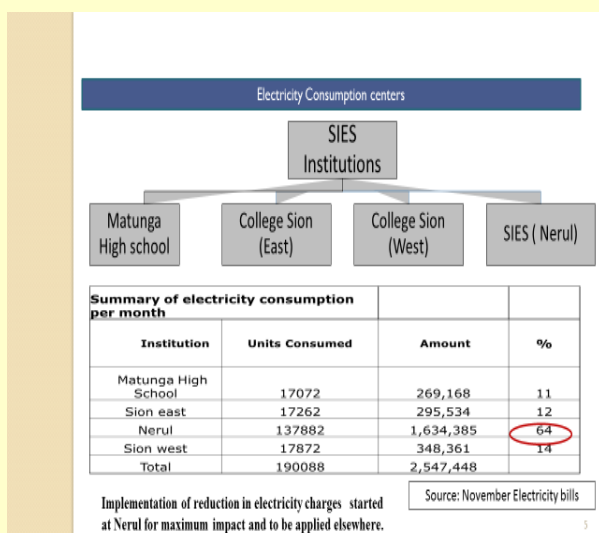 Electricity Consumption centers
SIES
Institutions
Matunga
High school
College Sion
(East)
College Sion
(West)
SIES ( Nerul)
Summary of electricity consumption
per month
Institution Units Consumed Amount %
Matunga High
School 17072 269,168 11
Sion east 17262 295,534 12
Nerul 137882 1,634,385 64
Sion west 17872 348,361 14
Total 190088 2,547,448
Implementation of reduction in electricity charges started
at Nerul for maximum impact and to be applied elsewhere.
Source: November Electricity bills
5